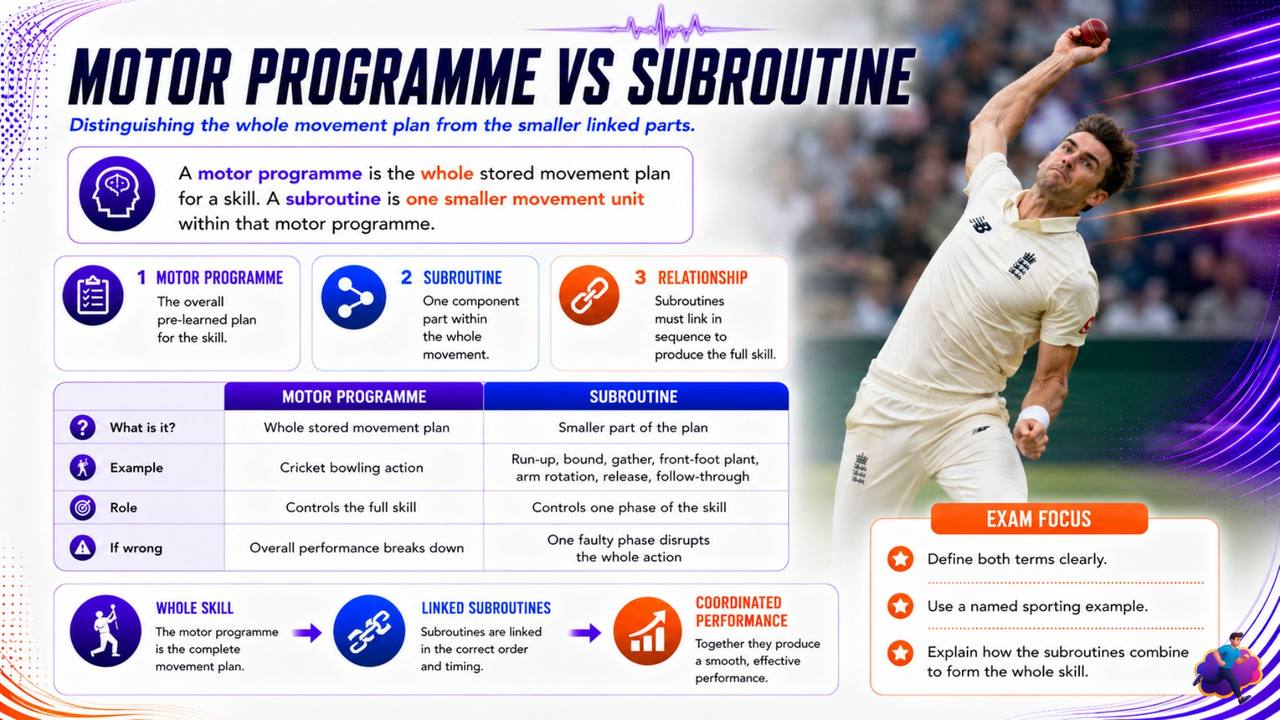 MOTOR PROGRAMME VS SUBROUTINE
Distinguishing the whole movement plan from the smaller linked parts.
A motor programme is the whole stored movement plan
for a skill. A subroutine is one smaller movement unit
within that motor programme.
1 MOTOR PROGRAMME
The overall
pre-learned plan
for the skill.
2 SUBROUTINE
One component
part within
the whole
movement.
3 RELATIONSHIP
Subroutines
must link in
sequence to
produce the full skill.
MOTOR PROGRAMME SUBROUTINE
What is it? Whole stored movement plan Smaller part of the plan
Example Cricket bowling action Run-up, bound, gather, front-foot plant,
arm rotation, release, follow-through
Role Controls the full skill Controls one phase of the skill
If wrong Overall performance breaks down One faulty phase disrupts
the whole action
WHOLE SKILL
The motor programme
is the complete
movement plan.
LINKED SUBROUTINES
Subroutines are linked
in the correct order
and timing.
COORDINATED
PERFORMANCE
Together they produce
a smooth, effective
performance.
EXAM FOCUS
Define both terms clearly.
Use a named sporting example.
Explain how the subroutines combine
to form the whole skill.